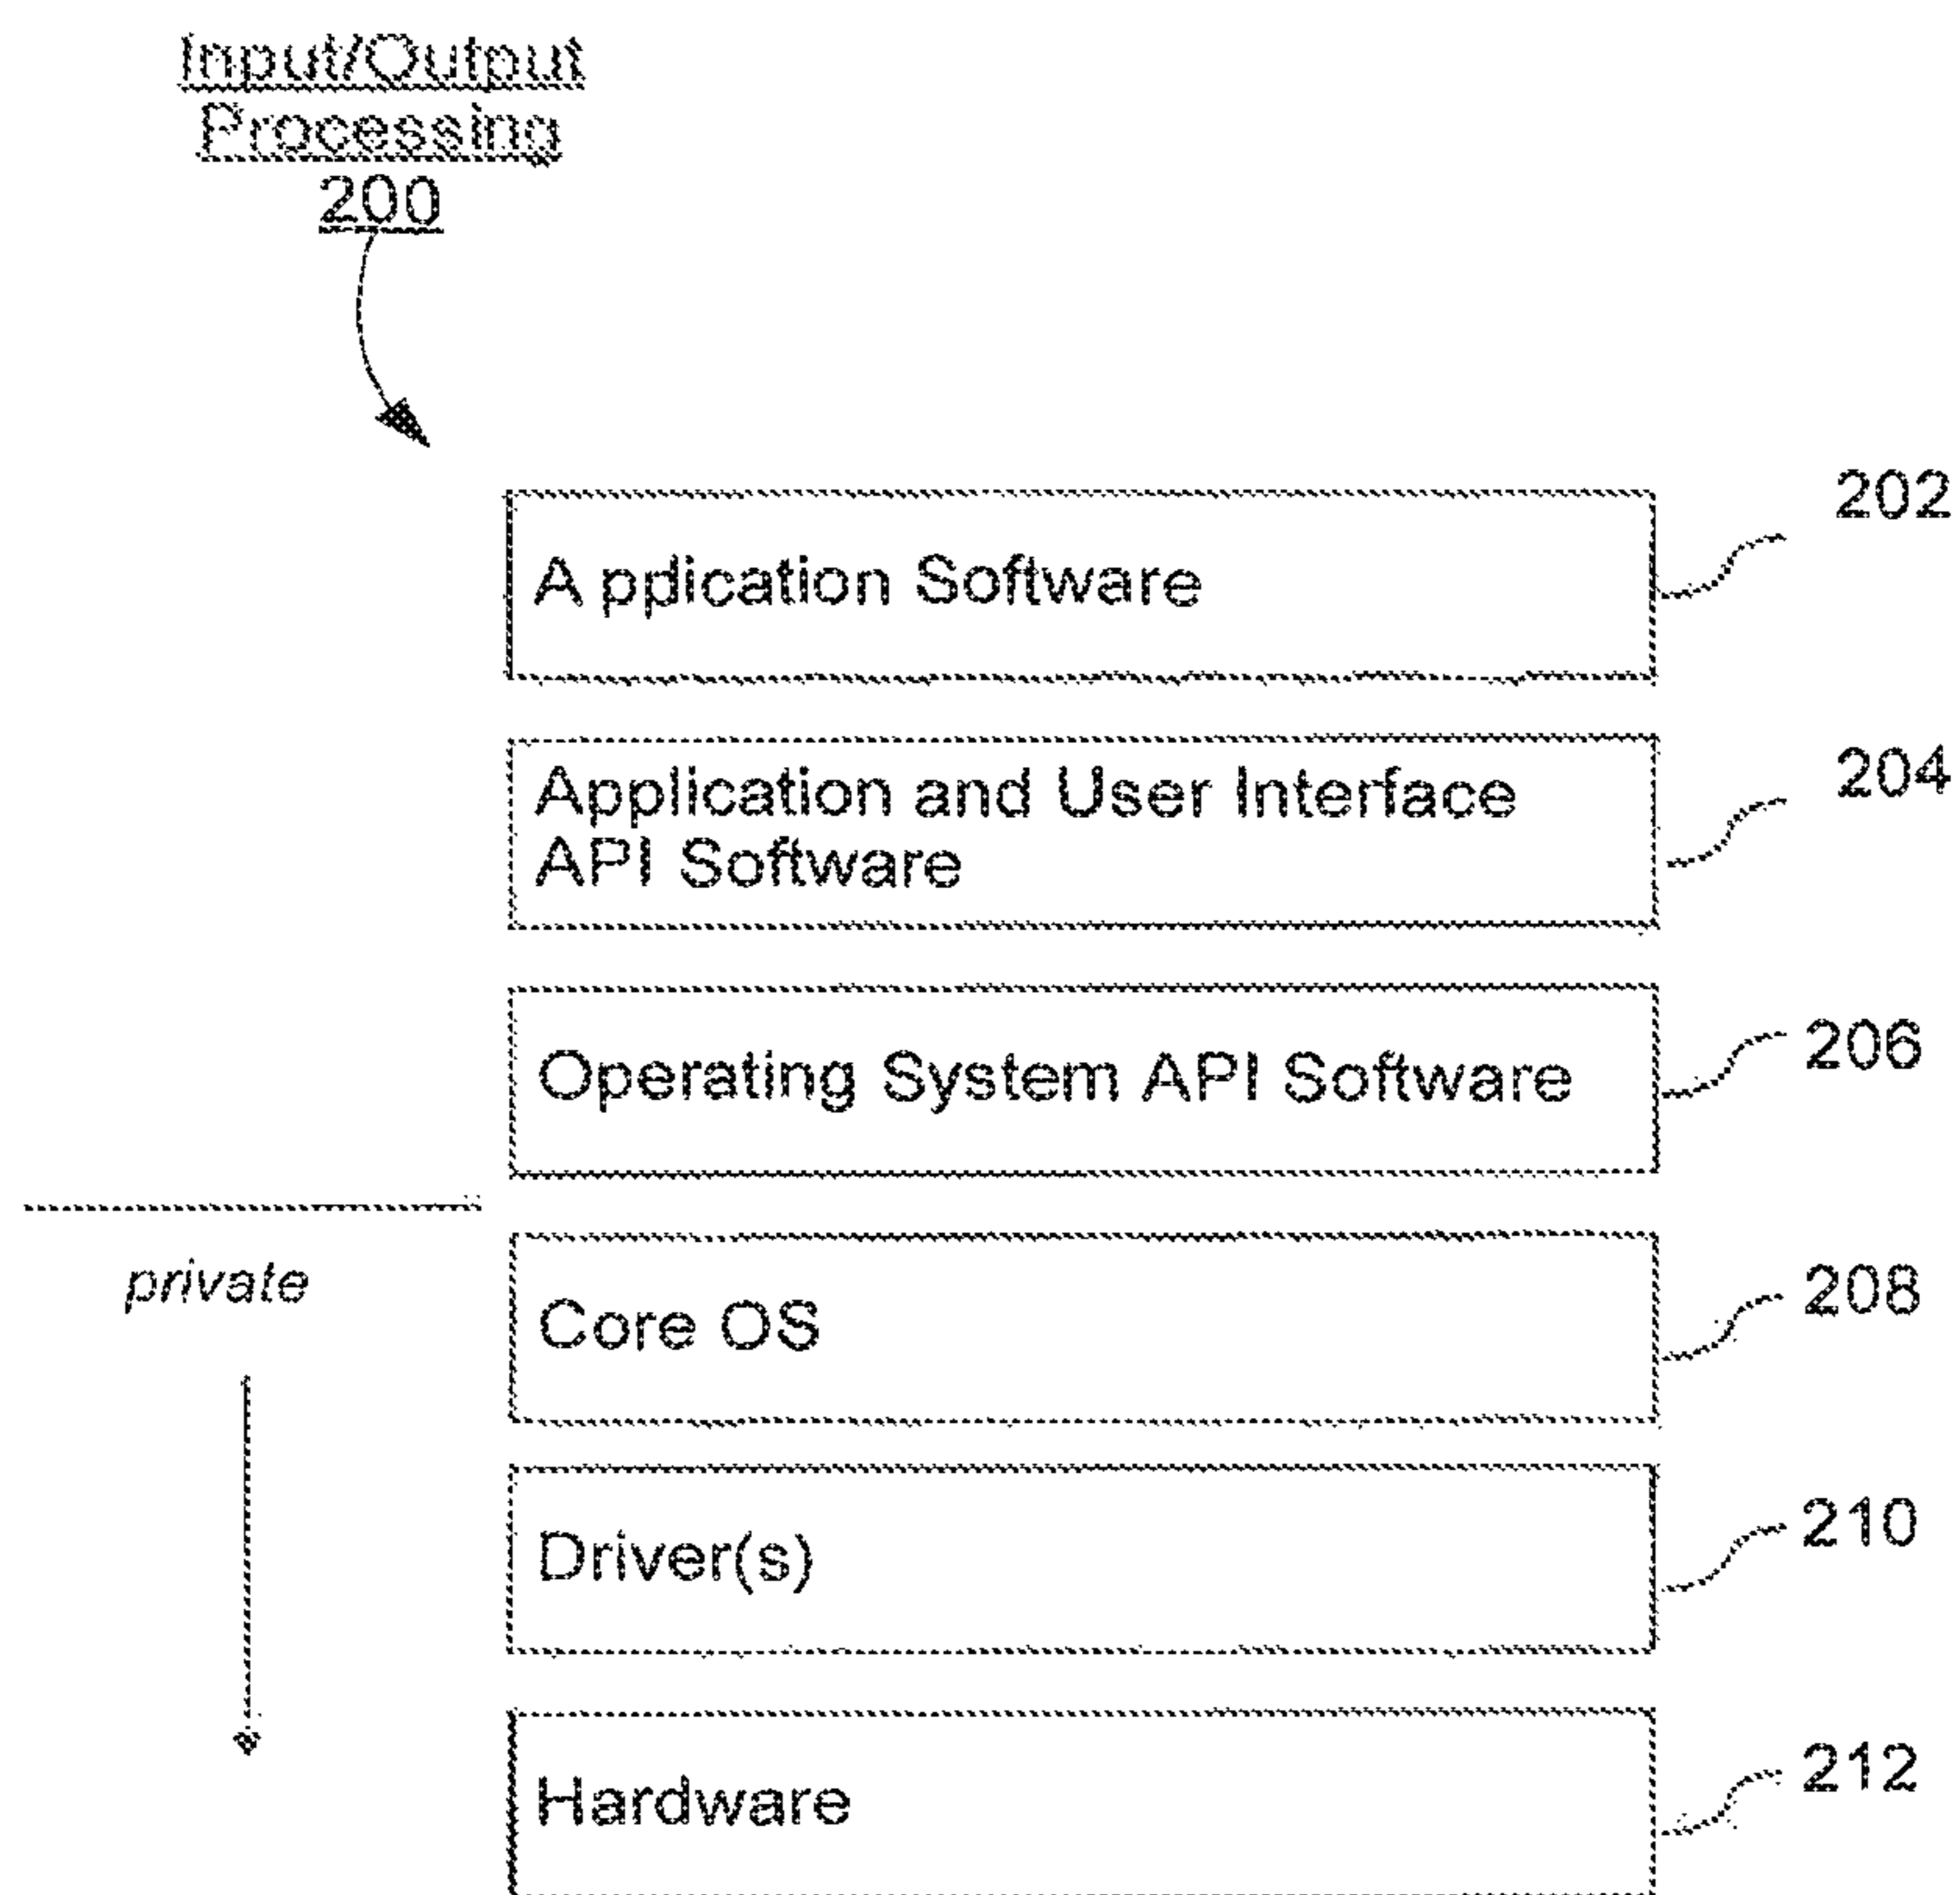 Input/Output
Processing
200
202
A pplication Software
204
Application and User Interface
API Software
206
Operating System API Software
private
208
Core OS
210
Driver(s)
212
Hardware